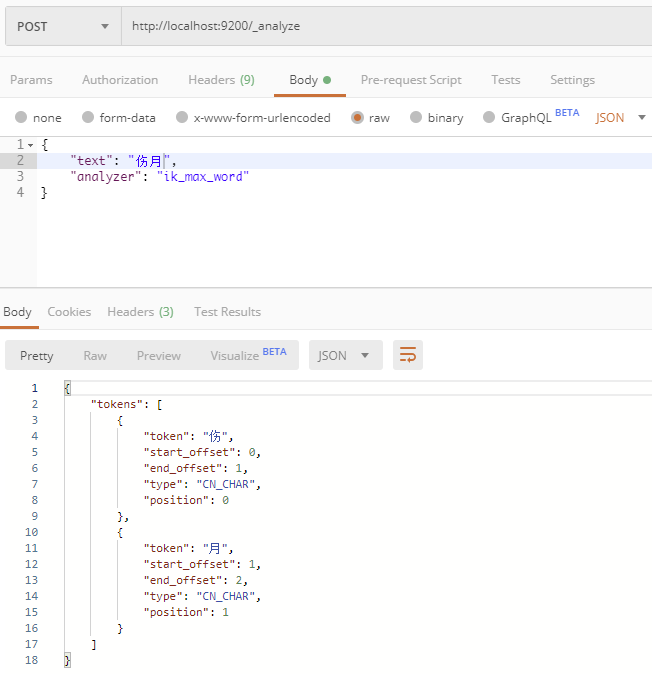 POST http://localhost:9200/_analyze
Params Authorization Headers (9) Body Pre-request Script Tests Settings
none form-data x-www-form-urlencoded raw binary GraphQL BETA JSON
1 {
2 "text": "伤月",
3 "analyzer": "ik_max_word"
4 }
Body Cookies Headers (3) Test Results
Pretty Raw Preview Visualize BETA JSON
1 {
2 "tokens": [
3 {
4 "token": "伤",
5 "start_offset": 0,
6 "end_offset": 1,
7 "type": "CN_CHAR",
8 "position": 0
9 },
10 {
11 "token": "月",
12 "start_offset": 1,
13 "end_offset": 2,
14 "type": "CN_CHAR",
15 "position": 1
16 }
17 ]
18 }